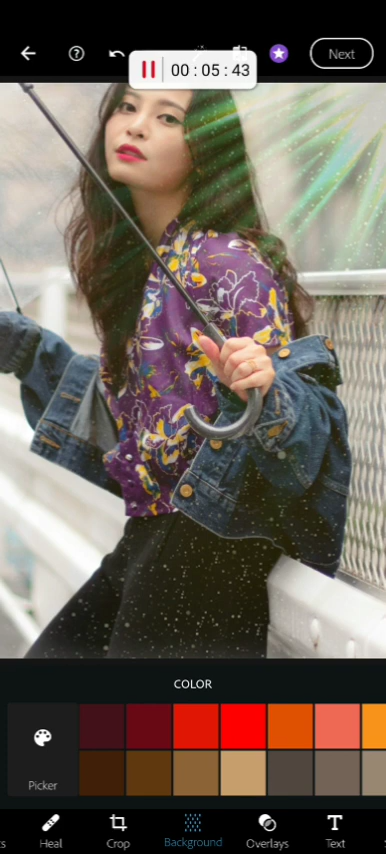 00 : 05 : 43
Next
COLOR
Picker
Heal
Crop
Background
Overlays
Text